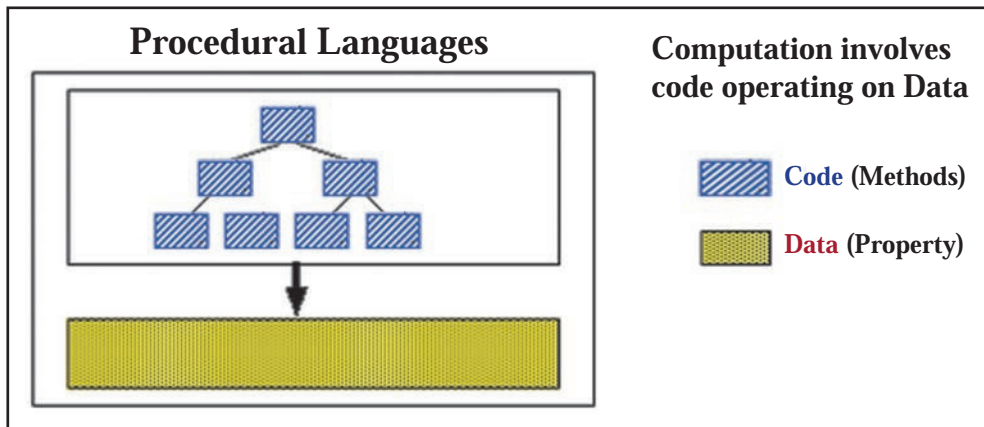 Procedural Languages
Computation involves
code operating on Data
Code (Methods)
Data (Property)